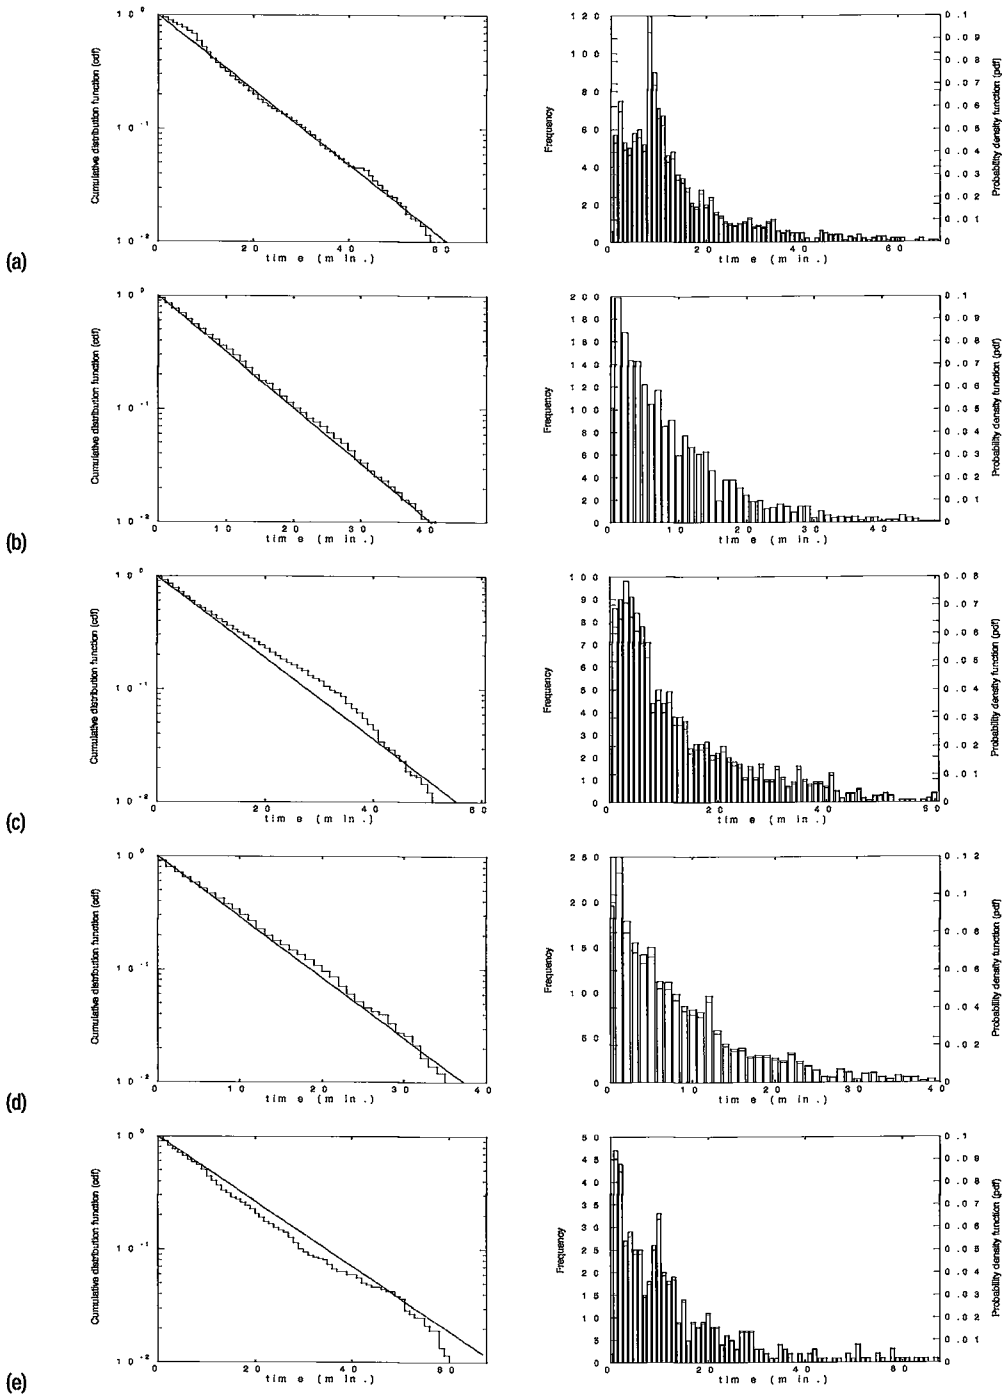 Cumulative distribution function (cdf)
10⁰
10⁻¹
10⁻²
0 20 40 60
time (min.)
Frequency
120
100
80
60
40
20
0
0 20 40 60
time (min.)
0.1
0.09
0.08
0.07
0.06
0.05
0.04
0.03
0.02
0.01
0
Probability density function (pdf)
(a)
Cumulative distribution function (cdf)
10⁰
10⁻¹
10⁻²
0 10 20 30 40
time (min.)
Frequency
200
180
160
140
120
100
80
60
40
20
0
0 10 20 30 40
time (min.)
0.1
0.09
0.08
0.07
0.06
0.05
0.04
0.03
0.02
0.01
0
Probability density function (pdf)
(b)
Cumulative distribution function (cdf)
10⁰
10⁻¹
10⁻²
0 20 40 60
time (min.)
Frequency
100
90
80
70
60
50
40
30
20
10
0
0 20 40 60
time (min.)
0.08
0.07
0.06
0.05
0.04
0.03
0.02
0.01
0
Probability density function (pdf)
(c)
Cumulative distribution function (cdf)
10⁰
10⁻¹
10⁻²
0 10 20 30 40
time (min.)
Frequency
250
200
150
100
50
0
0 10 20 30 40
time (min.)
0.12
0.1
0.08
0.06
0.04
0.02
0
Probability density function (pdf)
(d)
Cumulative distribution function (cdf)
10⁰
10⁻¹
10⁻²
0 20 40 60
time (min.)
Frequency
50
45
40
35
30
25
20
15
10
5
0
0 20 40 60
time (min.)
0.1
0.09
0.08
0.07
0.06
0.05
0.04
0.03
0.02
0.01
0
Probability density function (pdf)
(e)